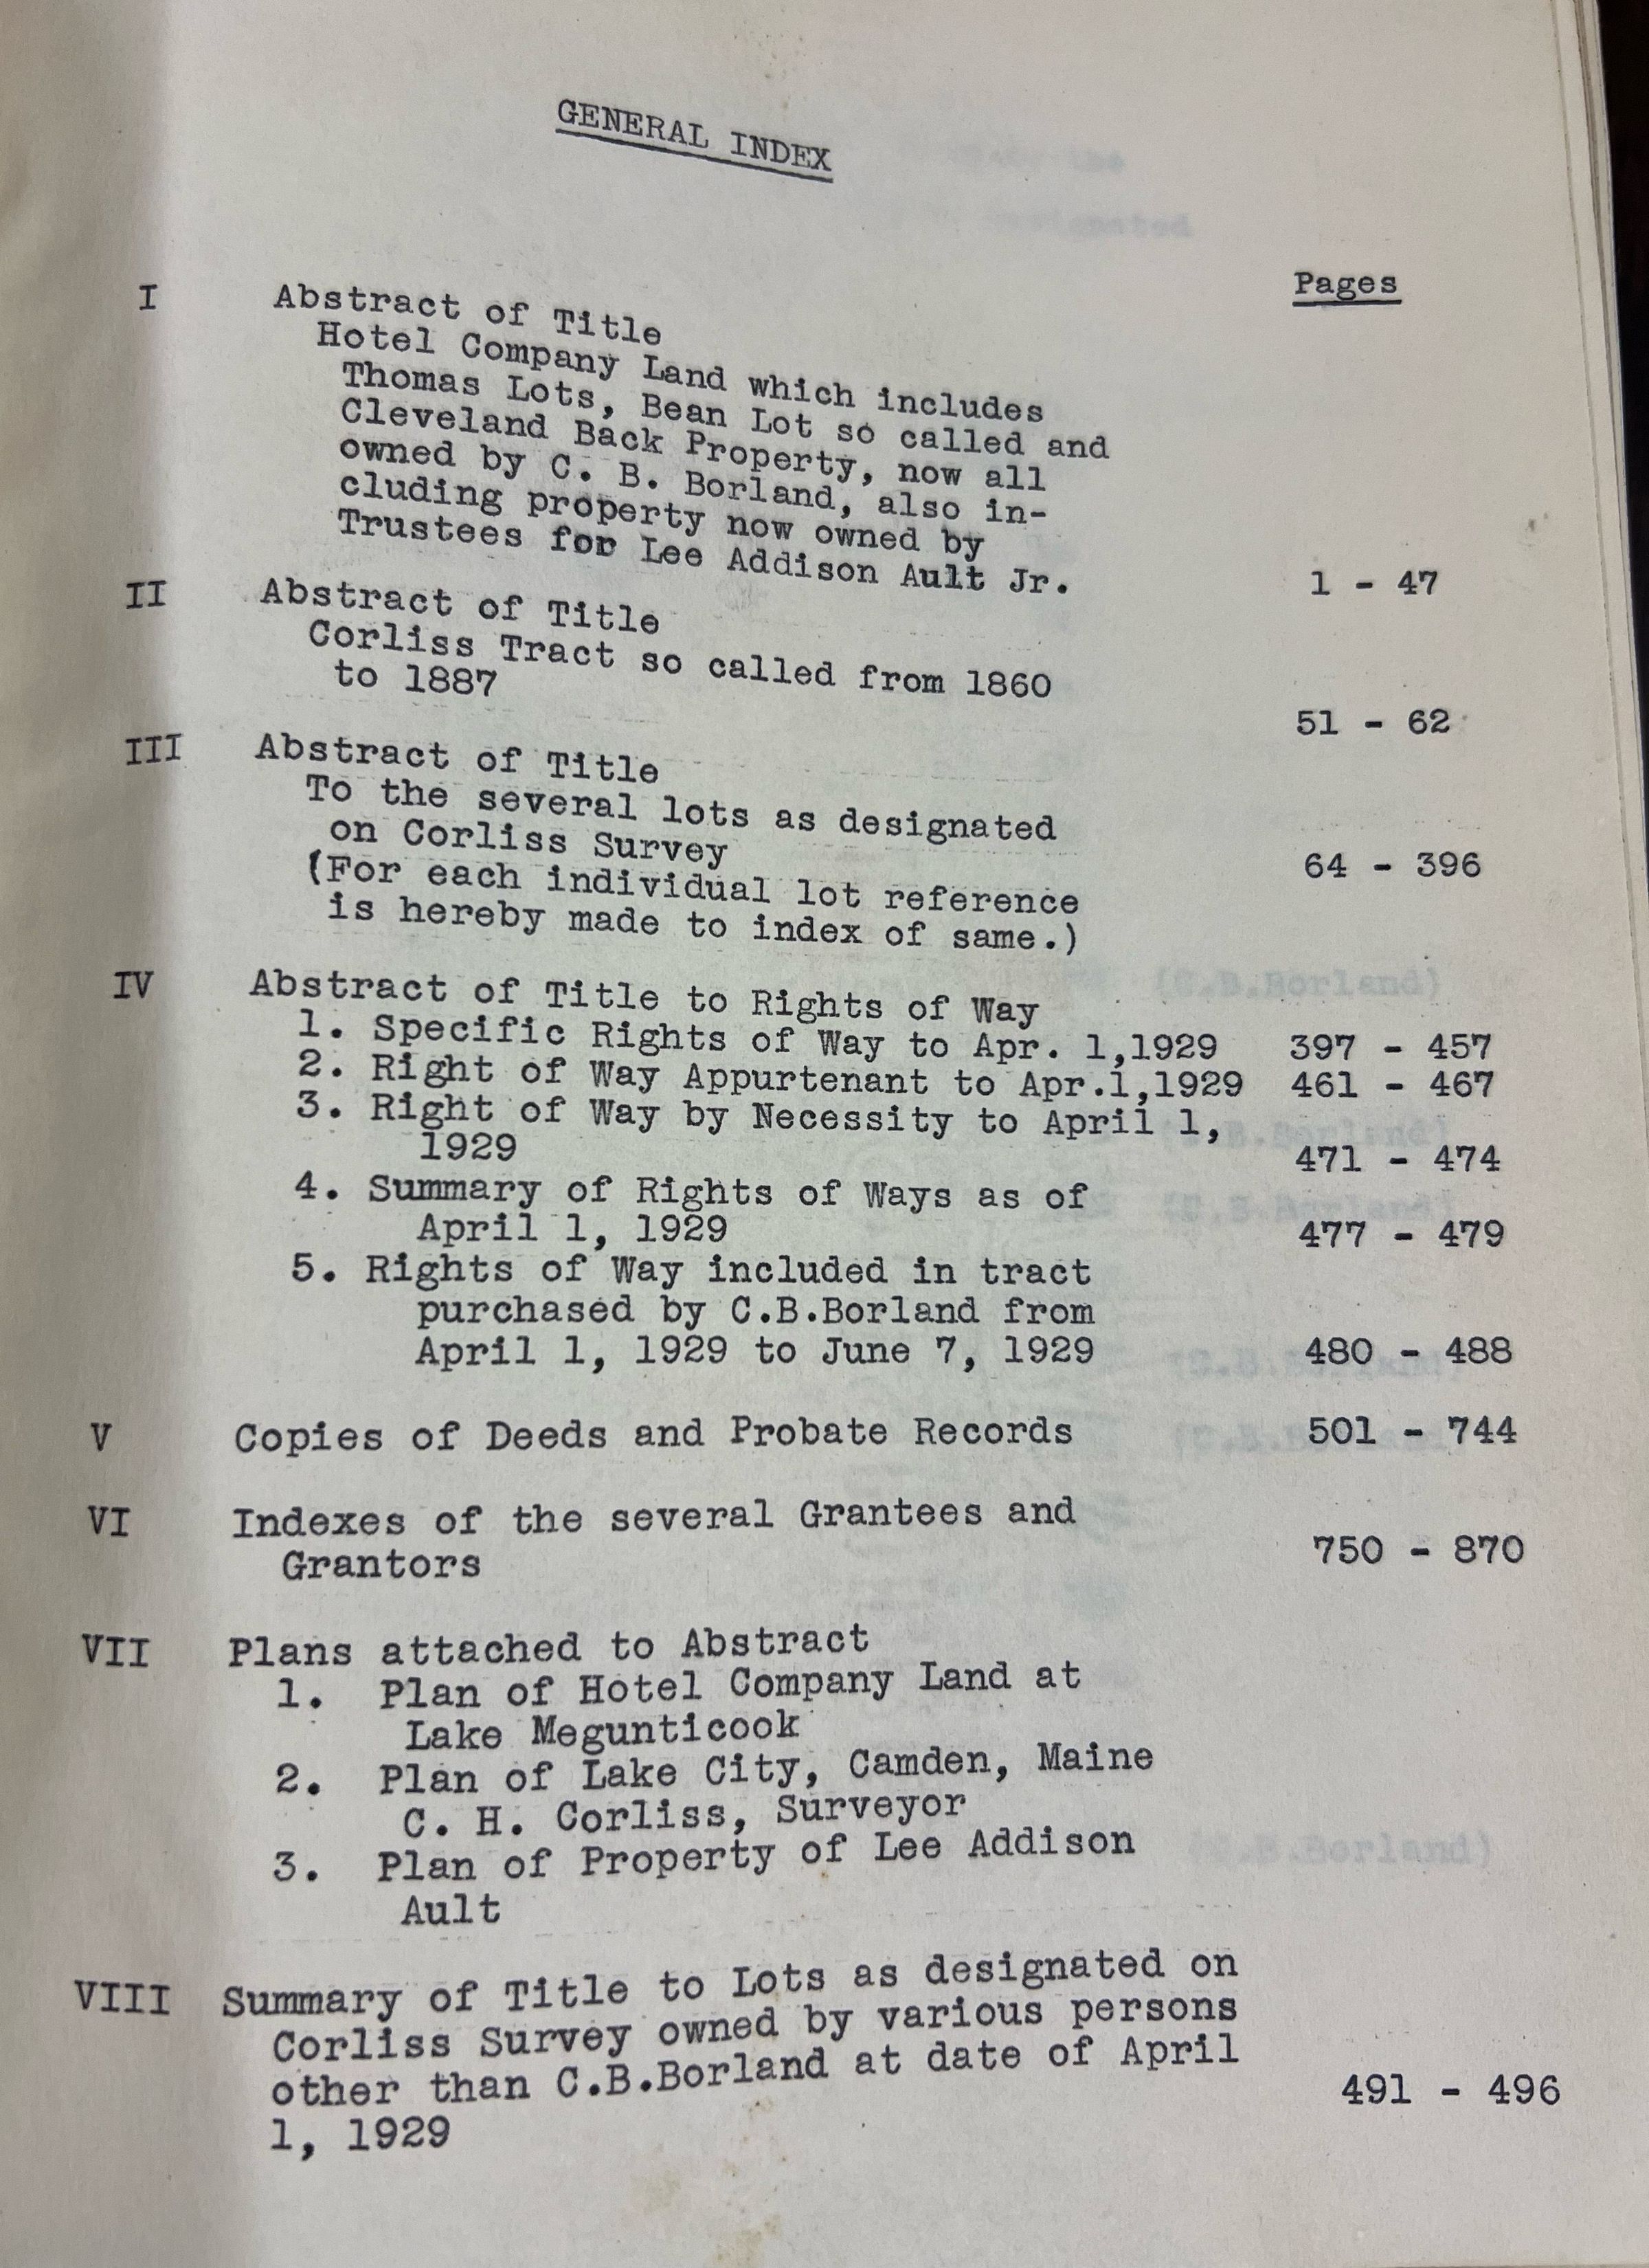 GENERAL INDEX
Pages
I Abstract of Title
Hotel Company Land which includes
Thomas Lots, Bean Lot so called and
Cleveland Back Property, now all
owned by C. B. Borland, also in-
cluding property now owned by
Trustees for Lee Addison Ault Jr. 1 - 47
II Abstract of Title
Corliss Tract so called from 1860
to 1887 51 - 62
III Abstract of Title
To the several lots as designated
on Corliss Survey 64 - 396
(For each individual lot reference
is hereby made to index of same.)
IV Abstract of Title to Rights of Way
1. Specific Rights of Way to Apr. 1,1929 397 - 457
2. Right of Way Appurtenant to Apr.1,1929 461 - 467
3. Right of Way by Necessity to April 1,
1929 471 - 474
4. Summary of Rights of Ways as of
April 1, 1929 477 - 479
5. Rights of Way included in tract
purchased by C.B.Borland from
April 1, 1929 to June 7, 1929 480 - 488
V Copies of Deeds and Probate Records 501 - 744
VI Indexes of the several Grantees and
Grantors 750 - 870
VII Plans attached to Abstract
1. Plan of Hotel Company Land at
Lake Megunticook
2. Plan of Lake City, Camden, Maine
C. H. Corliss, Surveyor
3. Plan of Property of Lee Addison
Ault
VIII Summary of Title to Lots as designated on
Corliss Survey owned by various persons
other than C.B.Borland at date of April
1, 1929 491 - 496